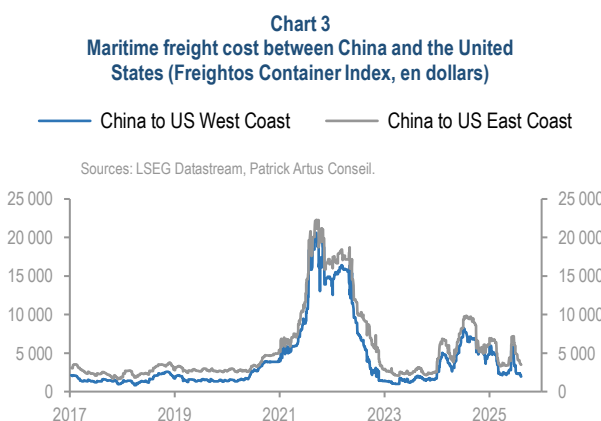 Chart 3
Maritime freight cost between China and the United
States (Freightos Container Index, en dollars)
China to US West Coast China to US East Coast
Sources: LSEG Datastream, Patrick Artus Conseil.
25 000 25 000
20 000 20 000
15 000 15 000
10 000 10 000
5 000 5 000
0 0
2017 2019 2021 2023 2025